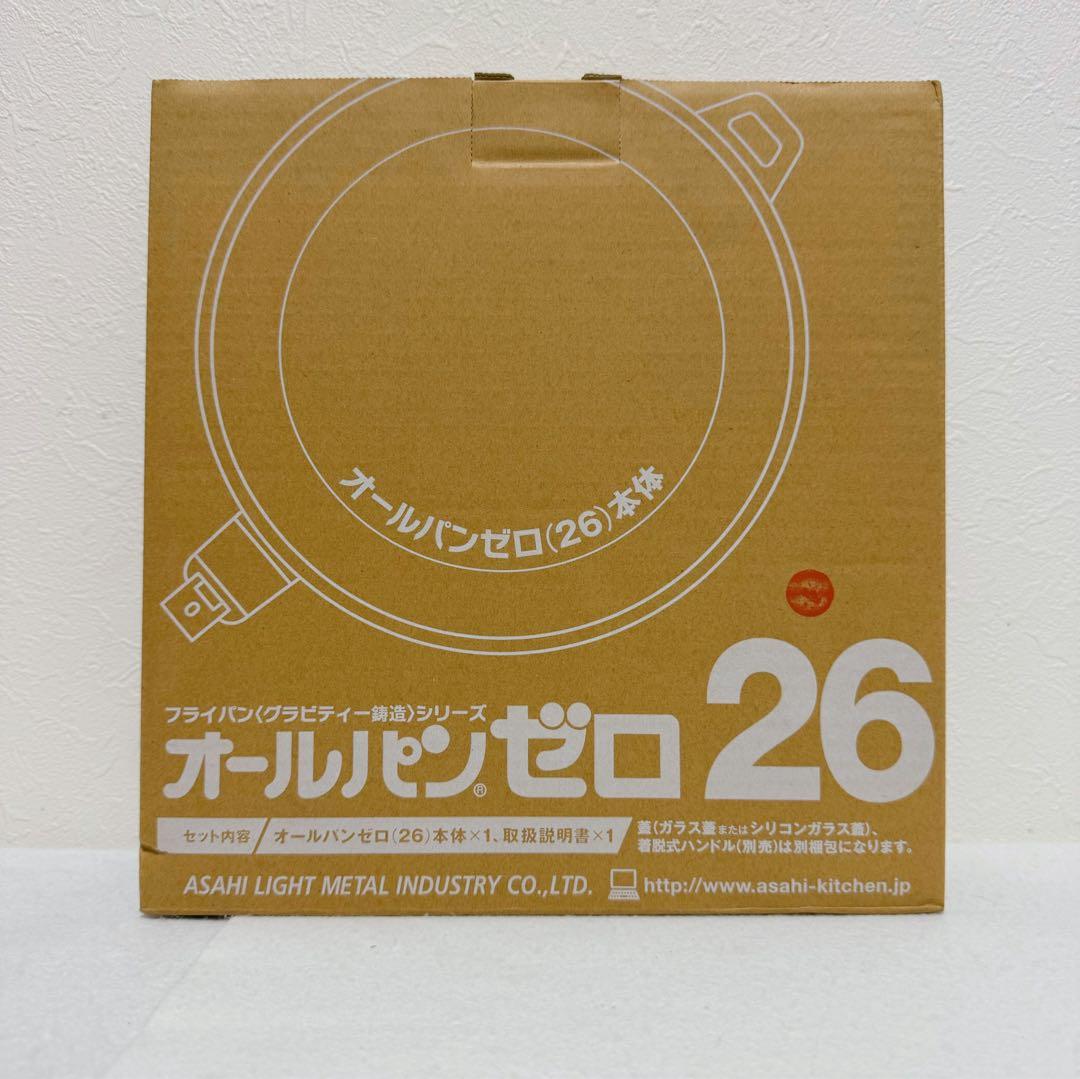 オールパンゼロ(26)本体
フライパン〈グラビティー鋳造〉シリーズ
オールパン®ゼロ 26
セット内容 オールパンゼロ(26)本体×1、取扱説明書×1
蓋(ガラス蓋またはシリコンガラス蓋)、
着脱式ハンドル(別売)は別梱包になります。
ASAHI LIGHT METAL INDUSTRY CO.,LTD. http://www.asahi-kitchen.jp